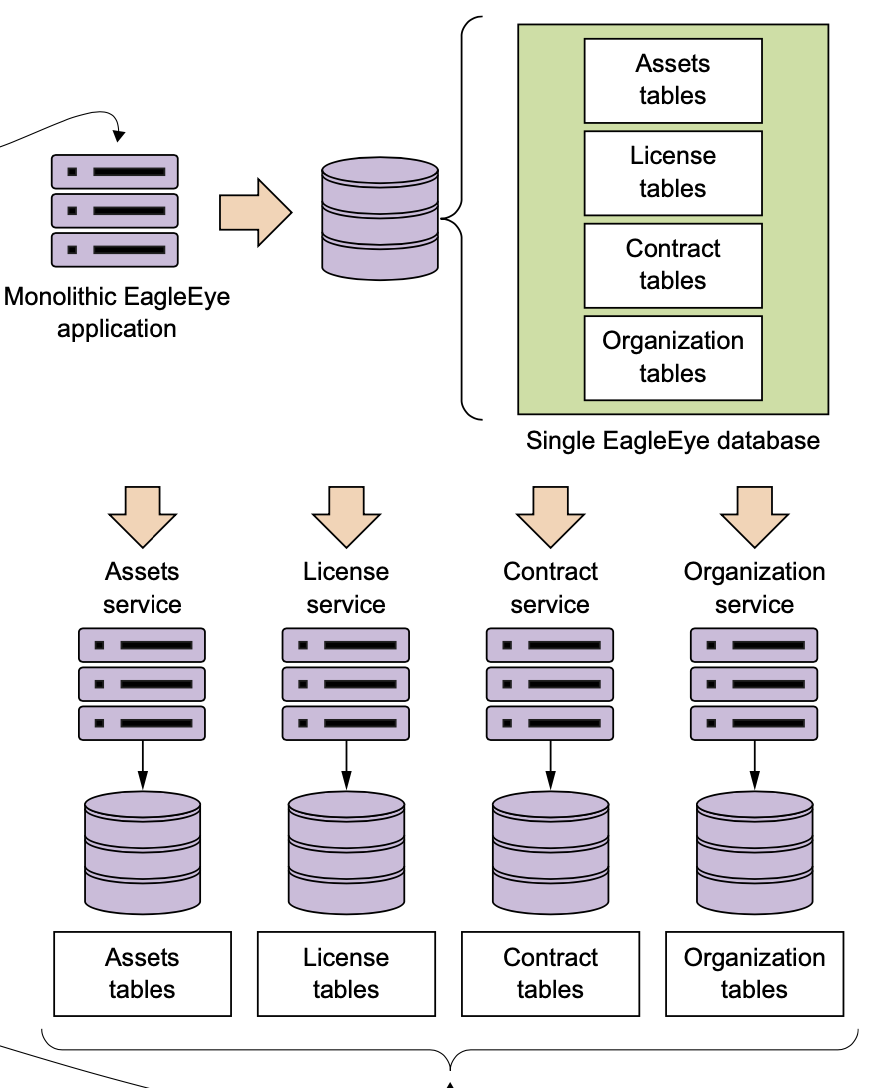 Assets
tables
License
tables
Contract
tables
Organization
tables
Monolithic EagleEye
application
Single EagleEye database
Assets
service
License
service
Contract
service
Organization
service
Assets
tables
License
tables
Contract
tables
Organization
tables